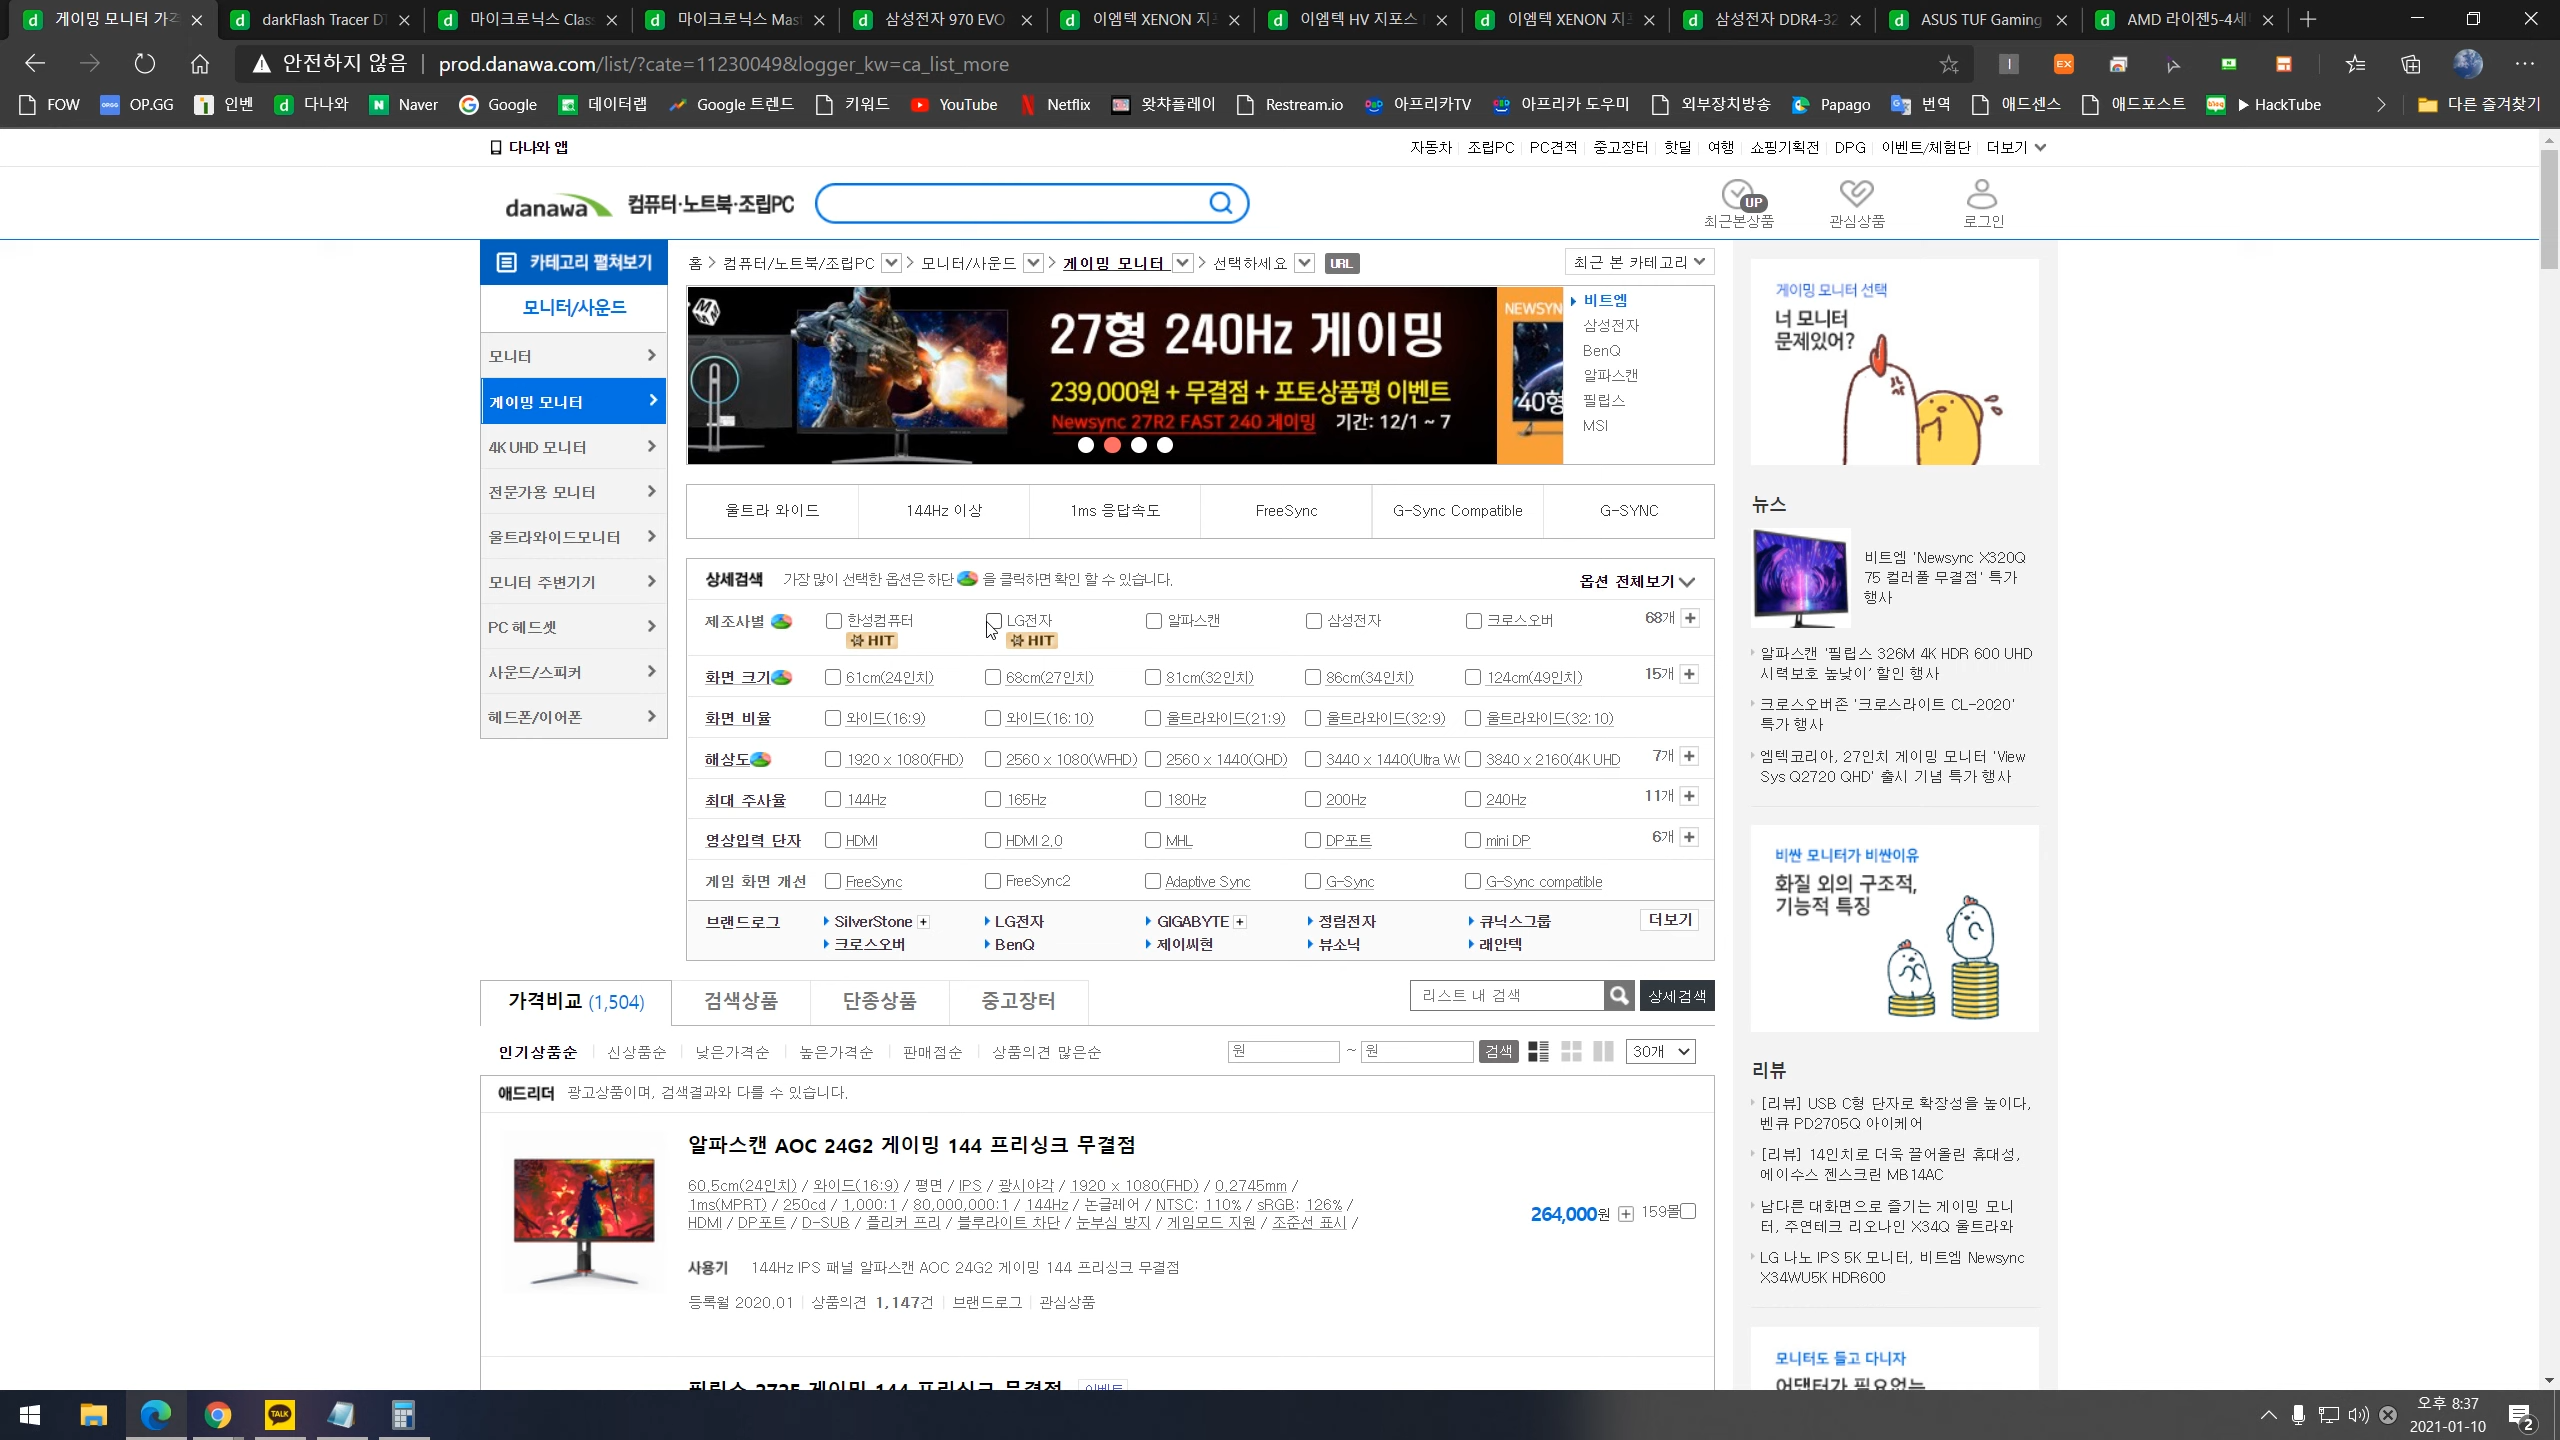 게이밍 모니터 가격
darkFlash Tracer DT
마이크로닉스 Class
마이크로닉스 Mast
삼성전자 970 EVO
이엠텍 XENON 지포
이엠텍 HV 지포스
이엠텍 XENON 지포
삼성전자 DDR4-32
ASUS TUF Gaming
AMD 라이젠5-4세
안전하지 않음 prod.danawa.com/list/?cate=11230049&logger_kw=ca_list_more
FOW OP.GG 인벤 다나와 Naver Google 데이터랩 Google 트렌드 키워드 YouTube Netflix 왓챠플레이 Restream.io 아프리카TV 아프리카 도우미 외부장치방송 Papago 번역 애드센스 애드포스트 ▶ HackTube 다른 즐겨찾기
다나와 앱
자동차 조립PC PC견적 중고장터 핫딜 여행 쇼핑기획전 DPG 이벤트/체험단 더보기
danawa 컴퓨터·노트북·조립PC
UP
최근본상품 관심상품 로그인
카테고리 펼쳐보기
모니터/사운드
모니터
게이밍 모니터
4K UHD 모니터
전문가용 모니터
울트라와이드모니터
모니터 주변기기
PC 헤드셋
사운드/스피커
헤드폰/이어폰
홈 > 컴퓨터/노트북/조립PC > 모니터/사운드 > 게이밍 모니터 > 선택하세요 URL
최근 본 카테고리
27형 240Hz 게이밍
239,000원 + 무결점 + 포토상품평 이벤트
Newsync 27R2 FAST 240 게이밍 기간: 12/1 ~ 7
NEWSYN
40형
비트엠
삼성전자
BenQ
알파스캔
필립스
MSI
울트라 와이드 144Hz 이상 1ms 응답속도 FreeSync G-Sync Compatible G-SYNC
상세검색 가장 많이 선택한 옵션은 하단 을 클릭하면 확인 할 수 있습니다. 옵션 전체보기
제조사별 한성컴퓨터 LG전자 알파스캔 삼성전자 크로스오버 68개
HIT HIT
화면 크기 61cm(24인치) 68cm(27인치) 81cm(32인치) 86cm(34인치) 124cm(49인치) 15개
화면 비율 와이드(16:9) 와이드(16:10) 울트라와이드(21:9) 울트라와이드(32:9) 울트라와이드(32:10)
해상도 1920 x 1080(FHD) 2560 x 1080(WFHD) 2560 x 1440(QHD) 3440 x 1440(Ultra W 3840 x 2160(4K UHD 7개
최대 주사율 144Hz 165Hz 180Hz 200Hz 240Hz 11개
영상입력 단자 HDMI HDMI 2.0 MHL DP포트 mini DP 6개
게임 화면 개선 FreeSync FreeSync2 Adaptive Sync G-Sync G-Sync compatible
브랜드로그 SilverStone LG전자 GIGABYTE 정립전자 큐닉스그룹 더보기
크로스오버 BenQ 제이씨현 뷰소닉 래안텍
가격비교 (1,504) 검색상품 단종상품 중고장터
리스트 내 검색 상세검색
인기상품순 신상품순 낮은가격순 높은가격순 판매점순 상품의견 많은순
원 ~ 원 검색 30개
애드리더 광고상품이며, 검색결과와 다를 수 있습니다.
알파스캔 AOC 24G2 게이밍 144 프리싱크 무결점
60.5cm(24인치) / 와이드(16:9) / 평면 / IPS / 광시야각 / 1920 x 1080(FHD) / 0.2745mm /
1ms(MPRT) / 250cd / 1,000:1 / 80,000,000:1 / 144Hz / 논글레어 / NTSC: 110% / sRGB: 126% /
HDMI / DP포트 / D-SUB / 플리커 프리 / 블루라이트 차단 / 눈부심 방지 / 게임모드 지원 / 조준선 표시 /
264,000원 159몰
사용기 144Hz IPS 패널 알파스캔 AOC 24G2 게이밍 144 프리싱크 무결점
등록월 2020.01 상품의견 1,147건 브랜드로그 관심상품
필립스 272S 게이밍 144 프리싱크 무결점 이벤트
게이밍 모니터 선택
너 모니터
문제있어?
뉴스
비트엠 'Newsync X320Q
75 컬러풀 무결점' 특가
행사
알파스캔 '필립스 326M 4K HDR 600 UHD
시력보호 높낮이' 할인 행사
크로스오버존 '크로스라이트 CL-2020'
특가 행사
엠텍코리아, 27인치 게이밍 모니터 'View
Sys Q2720 QHD' 출시 기념 특가 행사
비싼 모니터가 비싼이유
화질 외의 구조적,
기능적 특징
리뷰
[리뷰] USB C형 단자로 확장성을 높이다,
벤큐 PD2705Q 아이케어
[리뷰] 14인치로 더욱 끌어올린 휴대성,
에이수스 젠스크린 MB14AC
남다른 대화면으로 즐기는 게이밍 모니
터, 주연테크 리오나인 X34Q 울트라와
LG 나노 IPS 5K 모니터, 비트엠 Newsync
X34WU5K HDR600
모니터도 들고 다니자
어댑터가 필요없는
TALK
오후 8:37
2021-01-10
2